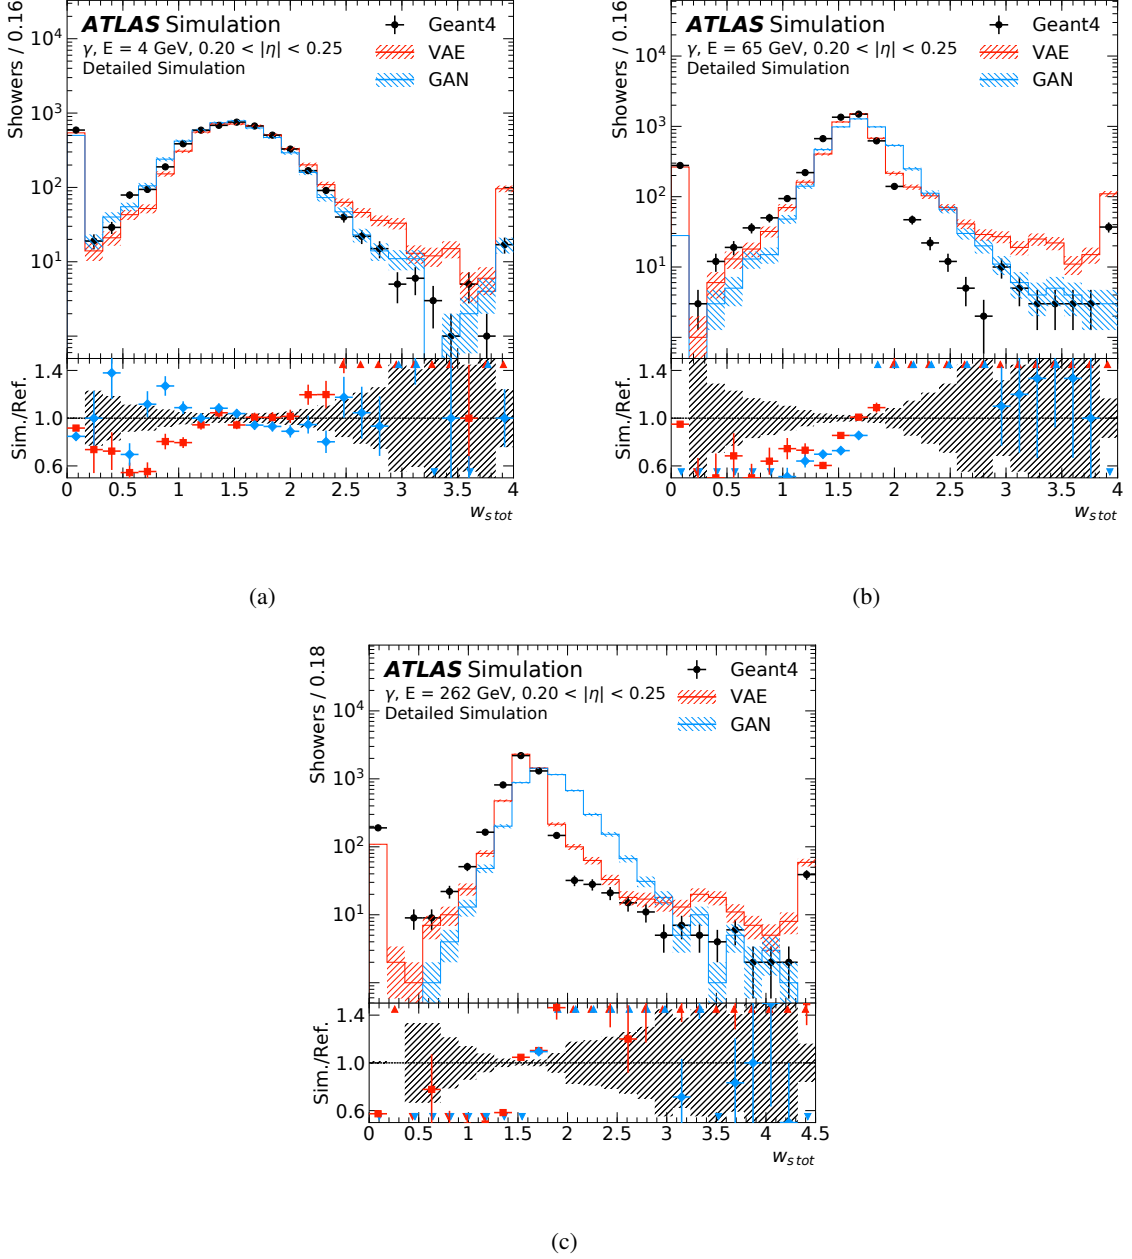 Showers / 0.16
ATLAS Simulation
γ, E = 4 GeV, 0.20 < |η| < 0.25
Detailed Simulation
Geant4
VAE
GAN
10⁴
10³
10²
10¹
Sim./Ref.
1.4
1.0
0.6
0 0.5 1 1.5 2 2.5 3 3.5 4
w_{s tot}
(a)
Showers / 0.16
ATLAS Simulation
γ, E = 65 GeV, 0.20 < |η| < 0.25
Detailed Simulation
Geant4
VAE
GAN
10⁴
10³
10²
10¹
Sim./Ref.
1.4
1.0
0.6
0 0.5 1 1.5 2 2.5 3 3.5 4
w_{s tot}
(b)
Showers / 0.18
ATLAS Simulation
γ, E = 262 GeV, 0.20 < |η| < 0.25
Detailed Simulation
Geant4
VAE
GAN
10⁴
10³
10²
10¹
Sim./Ref.
1.4
1.0
0.6
0 0.5 1 1.5 2 2.5 3 3.5 4 4.5
w_{s tot}
(c)